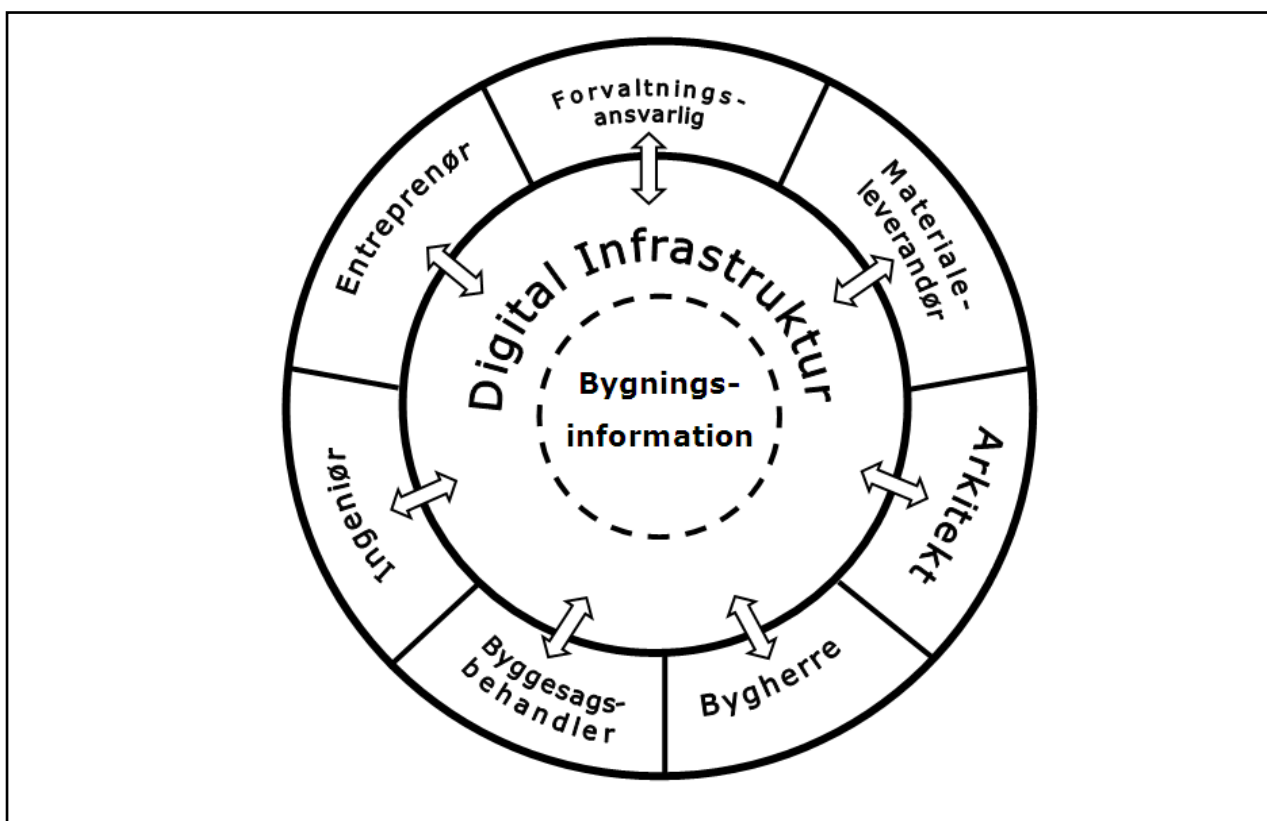 Forvaltnings-
ansvarlig
Materiale-
leverandør
Arkitekt
Bygherre
Byggesags-
behandler
Ingeniør
Entreprenør
Digital Infrastruktur
Bygnings-
information